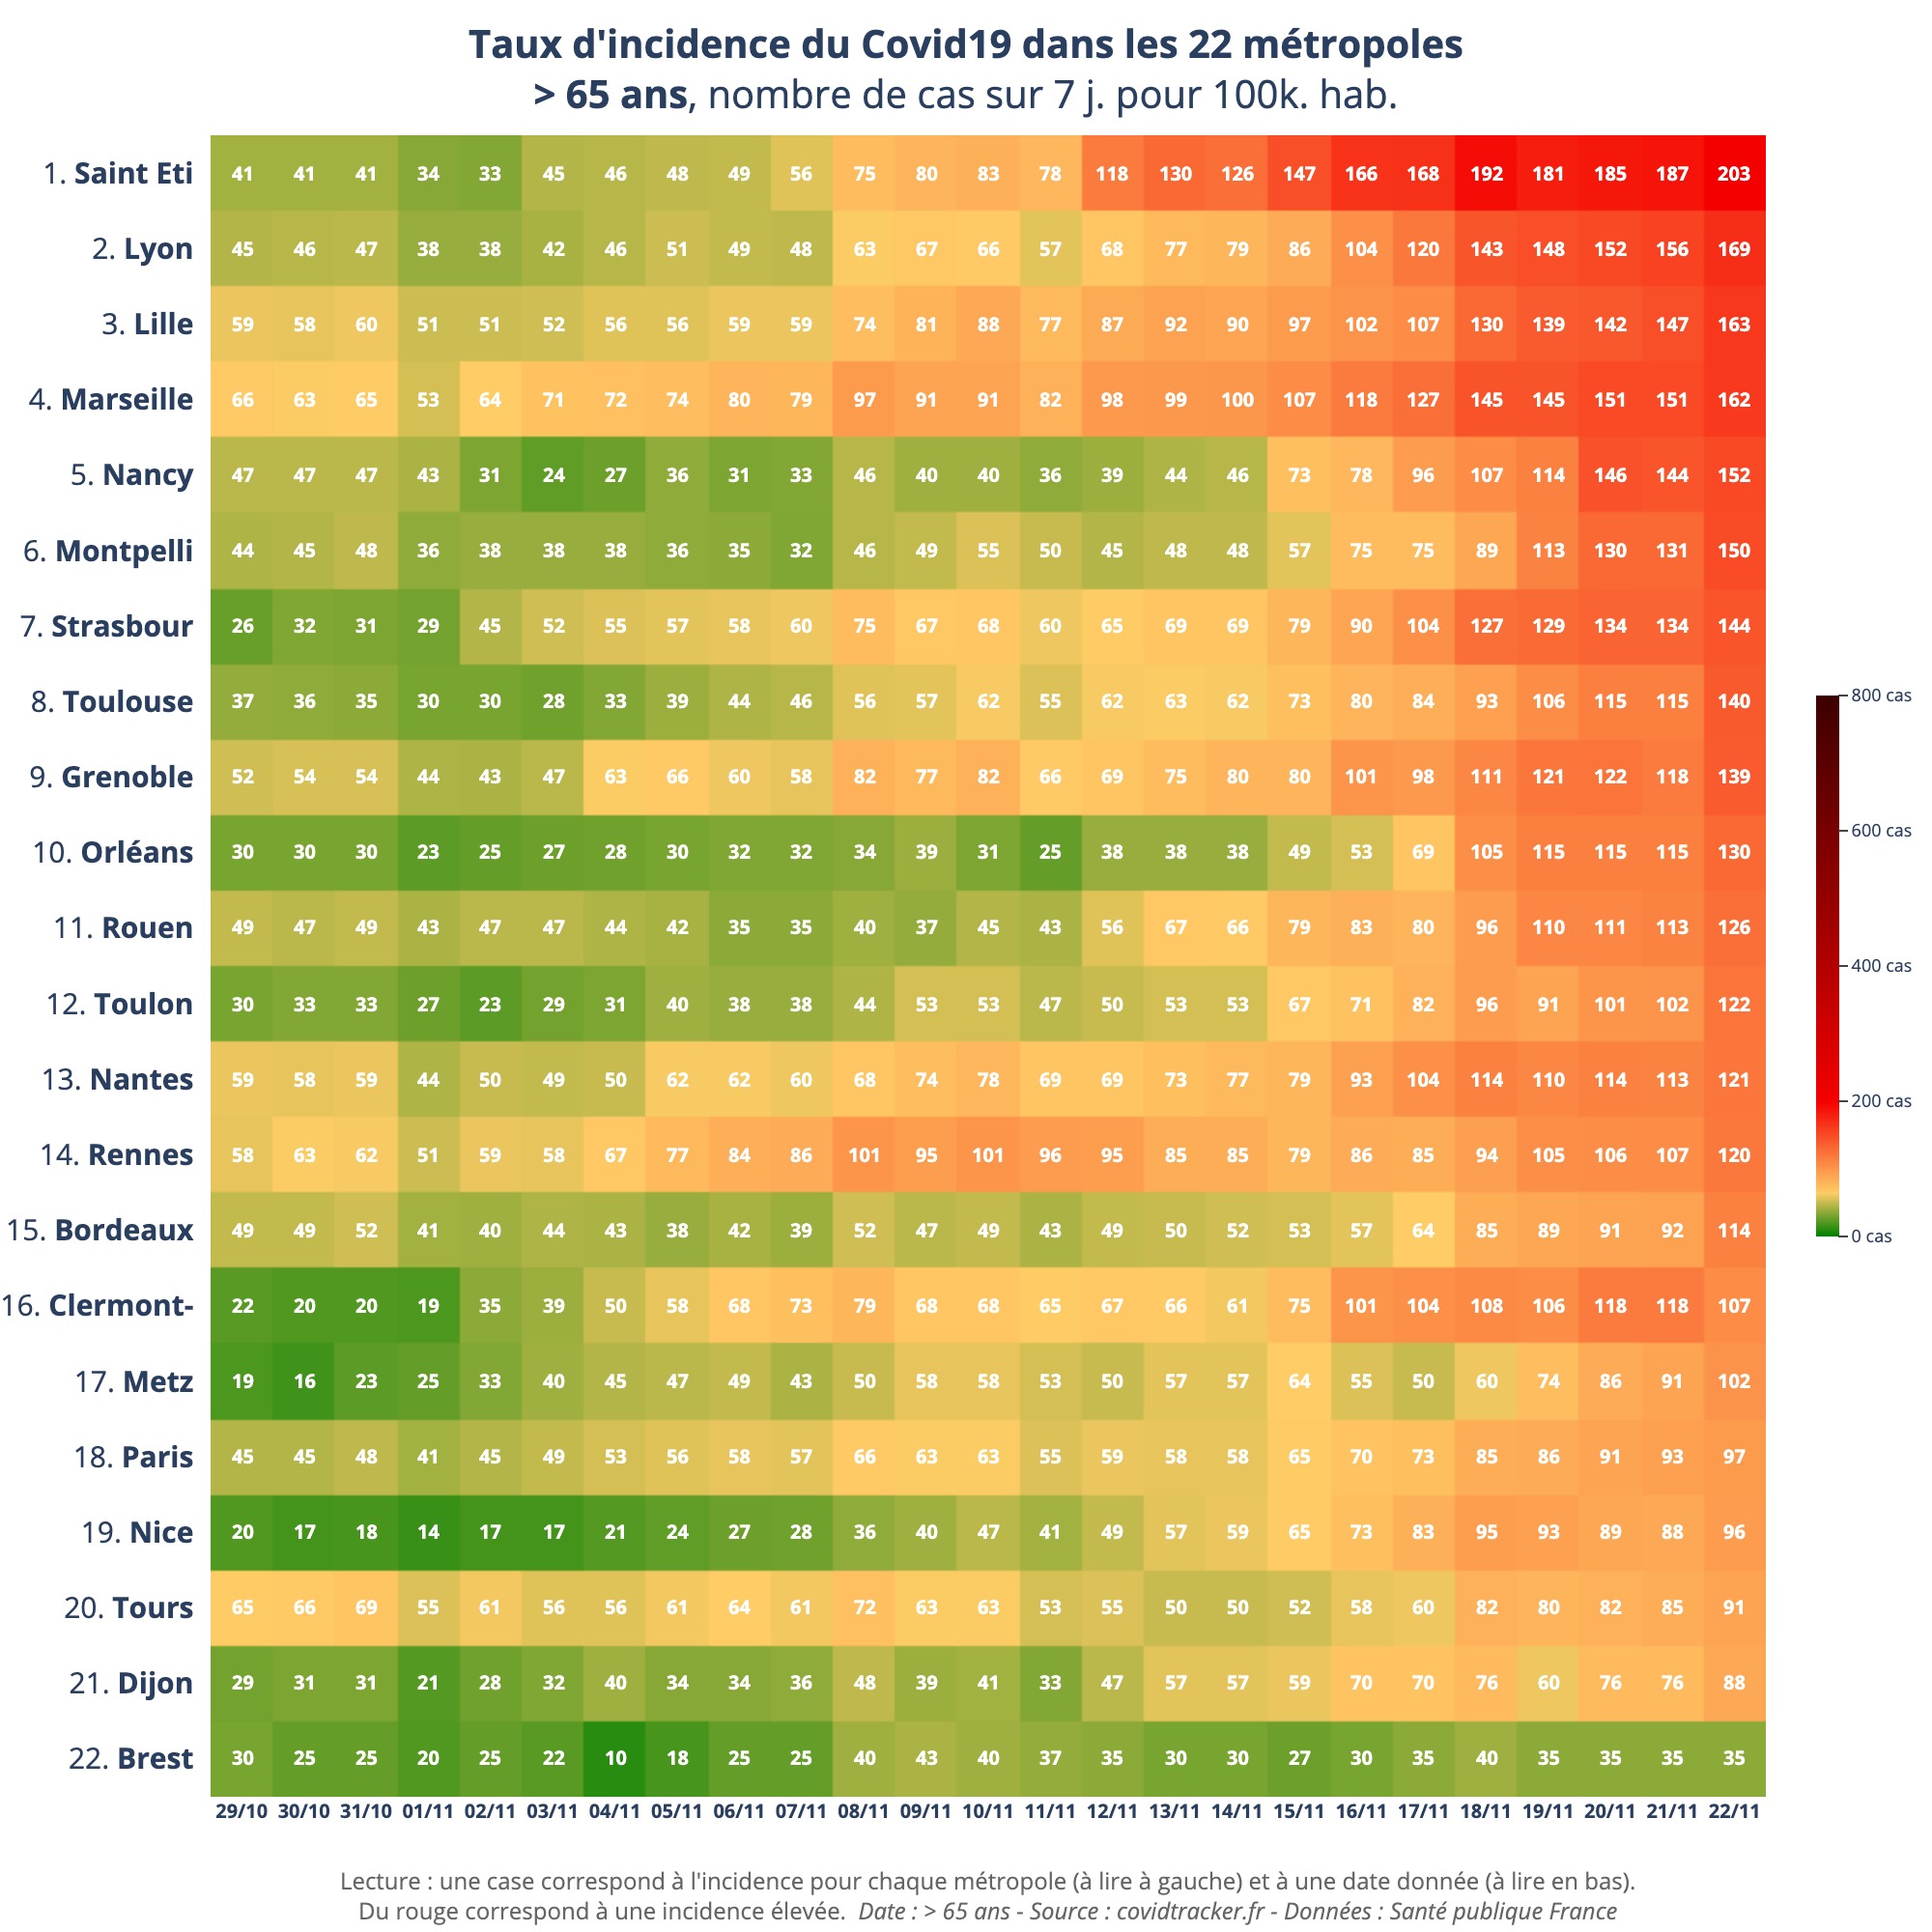 Taux d'incidence du Covid19 dans les 22 métropoles
> 65 ans, nombre de cas sur 7 j. pour 100k. hab.
1. Saint Eti 41 41 41 34 33 45 46 48 49 56 75 80 83 78 118 130 126 147 166 168 192 181 185 187 203
2. Lyon 45 46 47 38 38 42 46 51 49 48 63 67 66 57 68 77 79 86 104 120 143 148 152 156 169
3. Lille 59 58 60 51 51 52 56 56 59 59 74 81 88 77 87 92 90 97 102 107 130 139 142 147 163
4. Marseille 66 63 65 53 64 71 72 74 80 79 97 91 91 82 98 99 100 107 118 127 145 145 151 151 162
5. Nancy 47 47 47 43 31 24 27 36 31 33 46 40 40 36 39 44 46 73 78 96 107 114 146 144 152
6. Montpelli 44 45 48 36 38 38 38 36 35 32 46 49 55 50 45 48 48 57 75 75 89 113 130 131 150
7. Strasbour 26 32 31 29 45 52 55 57 58 60 75 67 68 60 65 69 69 79 90 104 127 129 134 134 144
8. Toulouse 37 36 35 30 30 28 33 39 44 46 56 57 62 55 62 63 62 73 80 84 93 106 115 115 140
800 cas
9. Grenoble 52 54 54 44 43 47 63 66 60 58 82 77 82 66 69 75 80 80 101 98 111 121 122 118 139
600 cas
10. Orléans 30 30 30 23 25 27 28 30 32 32 34 39 31 25 38 38 38 49 53 69 105 115 115 115 130
11. Rouen 49 47 49 43 47 47 44 42 35 35 40 37 45 43 56 67 66 79 83 80 96 110 111 113 126
400 cas
12. Toulon 30 33 33 27 23 29 31 40 38 38 44 53 53 47 50 53 53 67 71 82 96 91 101 102 122
13. Nantes 59 58 59 44 50 49 50 62 62 60 68 74 78 69 69 73 77 79 93 104 114 110 114 113 121
200 cas
14. Rennes 58 63 62 51 59 58 67 77 84 86 101 95 101 96 95 85 85 79 86 85 94 105 106 107 120
15. Bordeaux 49 49 52 41 40 44 43 38 42 39 52 47 49 43 49 50 52 53 57 64 85 89 91 92 114
0 cas
16. Clermont- 22 20 20 19 35 39 50 58 68 73 79 68 68 65 67 66 61 75 101 104 108 106 118 118 107
17. Metz 19 16 23 25 33 40 45 47 49 43 50 58 58 53 50 57 57 64 55 50 60 74 86 91 102
18. Paris 45 45 48 41 45 49 53 56 58 57 66 63 63 55 59 58 58 65 70 73 85 86 91 93 97
19. Nice 20 17 18 14 17 17 21 24 27 28 36 40 47 41 49 57 59 65 73 83 95 93 89 88 96
20. Tours 65 66 69 55 61 56 56 61 64 61 72 63 63 53 55 50 50 52 58 60 82 80 82 85 91
21. Dijon 29 31 31 21 28 32 40 34 34 36 48 39 41 33 47 57 57 59 70 70 76 60 76 76 88
22. Brest 30 25 25 20 25 22 10 18 25 25 40 43 40 37 35 30 30 27 30 35 40 35 35 35 35
29/10 30/10 31/10 01/11 02/11 03/11 04/11 05/11 06/11 07/11 08/11 09/11 10/11 11/11 12/11 13/11 14/11 15/11 16/11 17/11 18/11 19/11 20/11 21/11 22/11
Lecture : une case correspond à l'incidence pour chaque métropole (à lire à gauche) et à une date donnée (à lire en bas).
Du rouge correspond à une incidence élevée. Date : > 65 ans - Source : covidtracker.fr - Données : Santé publique France